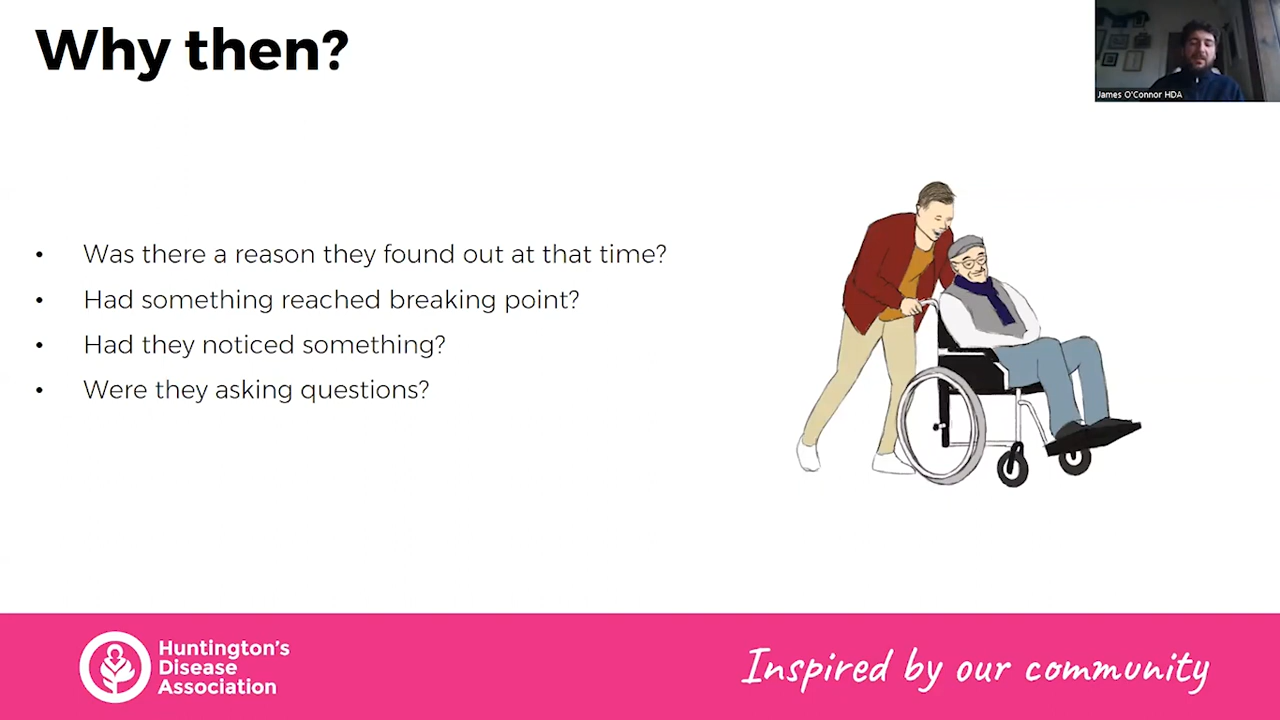 Why then?
James O'Connor HDA
• Was there a reason they found out at that time?
• Had something reached breaking point?
• Had they noticed something?
• Were they asking questions?
Huntington's
Disease
Association
Inspired by our community